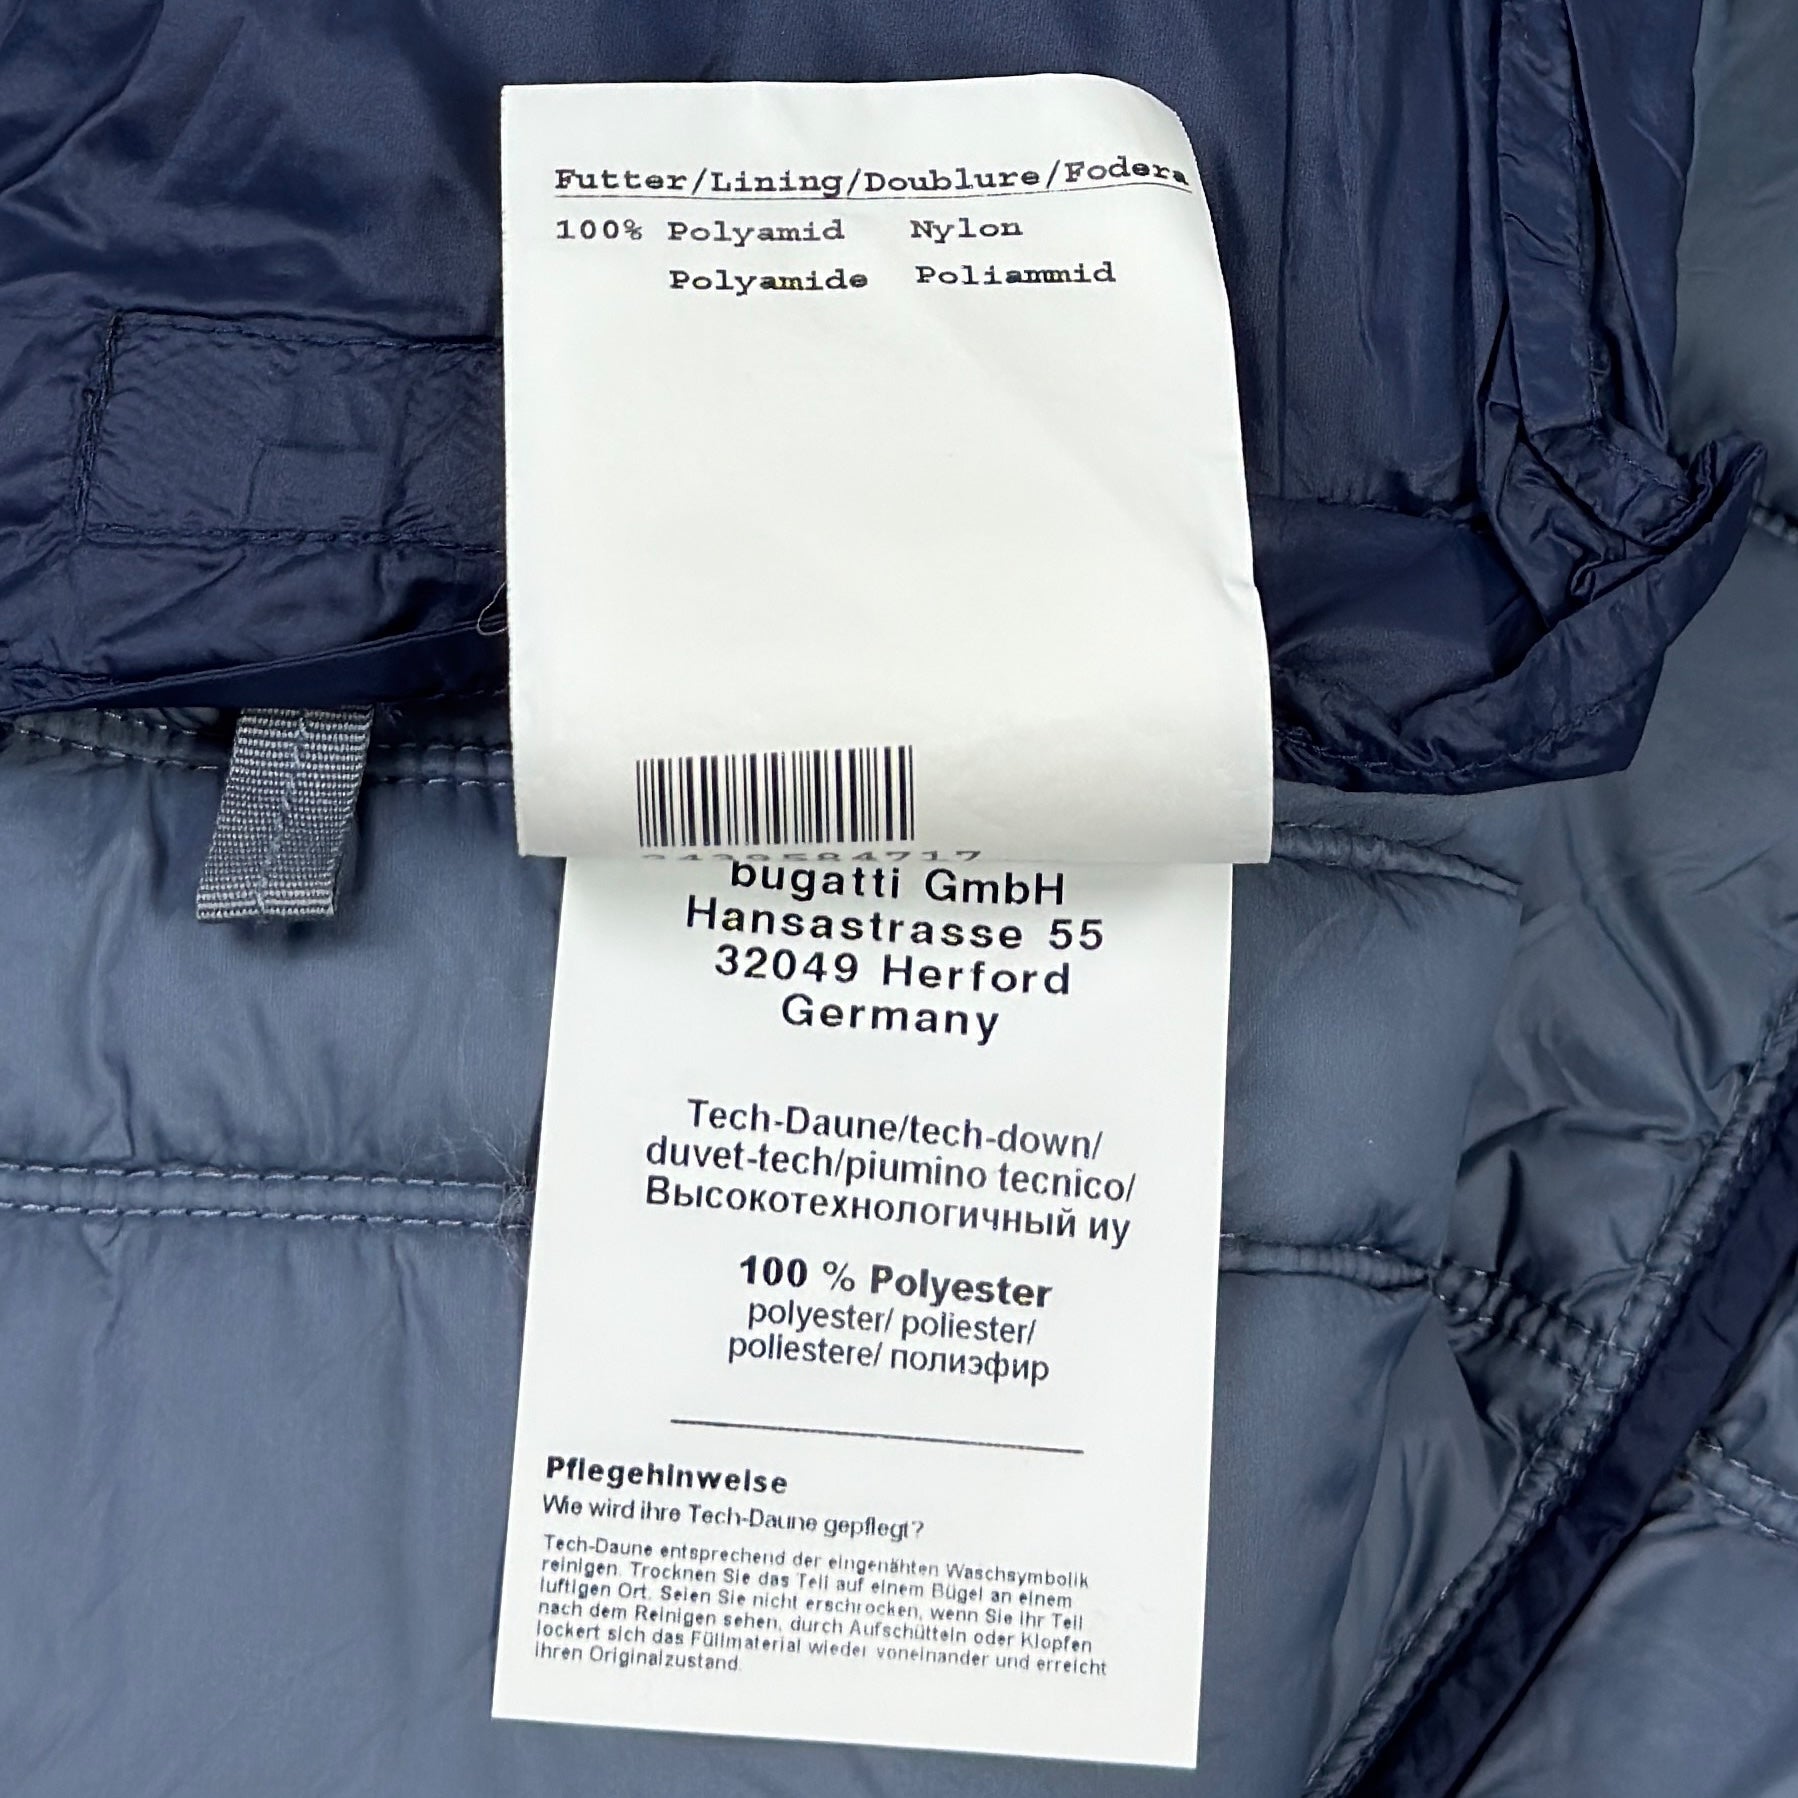 Futter/Lining/Doublure/Fodera
100% Polyamid Nylon
Polyamide Poliammid
bugatti GmbH
Hansastrasse 55
32049 Herford
Germany
Tech-Daune/tech-down/
duvet-tech/piumino tecnico/
Высокотехнологичный иу
100 % Polyester
polyester/ poliester/
poliestere/ полиэфир
Pflegehinweise
Wie wird ihre Tech-Daune gepflegt?
Tech-Daune entsprechend der eingenähten Waschsymbolik
reinigen. Trocknen Sie das Teil auf einem Bügel an einem
luftigen Ort. Seien Sie nicht erschrocken, wenn Sie ihr Teil
nach dem Reinigen sehen, durch Aufschütteln oder Klopfen
lockert sich das Füllmaterial wieder voneinander und erreicht
ihren Originalzustand.